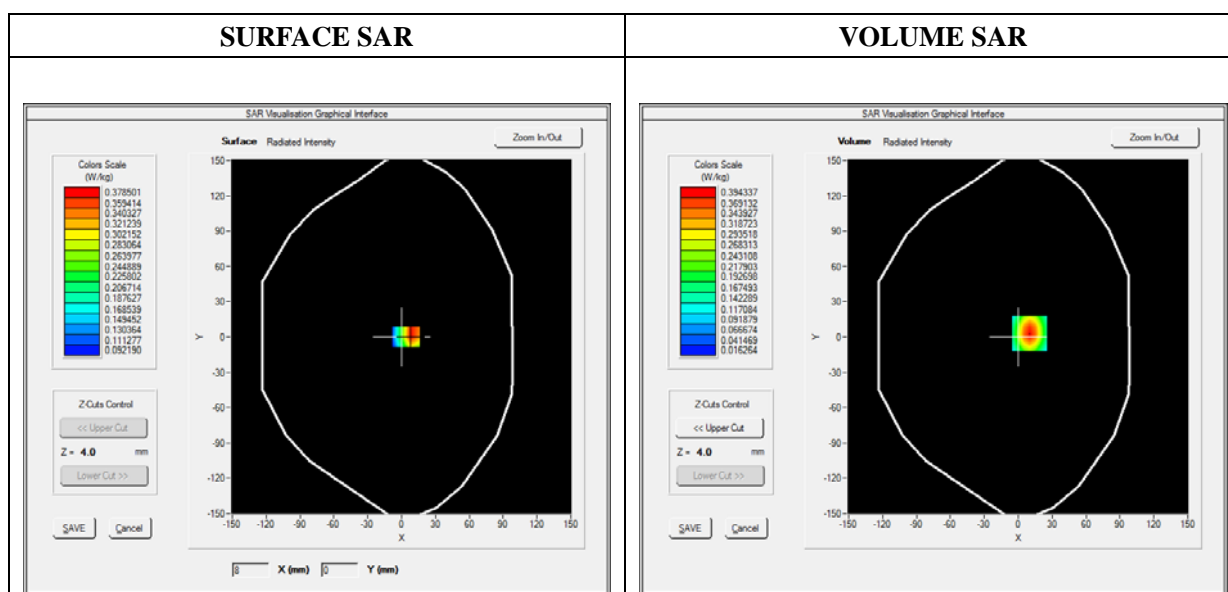 SURFACE SAR
VOLUME SAR
SAR Visualisation Graphical Interface
Surface Radiated Intensity
Zoom In/Out
Colors Scale
(W/kg)
0.378501
0.359414
0.340327
0.321239
0.302152
0.283064
0.263977
0.244889
0.225802
0.206714
0.187627
0.168539
0.149452
0.130364
0.111277
0.092190
Z-Cuts Control
<< Upper Cut
Z = 4.0 mm
Lower Cut >>
SAVE Cancel
150
120
90
60
30
0
-30
-60
-90
-120
-150
Y
-150 -120 -90 -60 -30 0 30 60 90 120 150
X
8 X (mm) 0 Y (mm)
SAR Visualisation Graphical Interface
Volume Radiated Intensity
Zoom In/Out
Colors Scale
(W/kg)
0.394337
0.369132
0.343927
0.318723
0.293518
0.268313
0.243108
0.217903
0.192698
0.167493
0.142289
0.117084
0.091879
0.066674
0.041469
0.016264
Z-Cuts Control
<< Upper Cut
Z = 4.0 mm
Lower Cut >>
SAVE Cancel
150
120
90
60
30
0
-30
-60
-90
-120
-150
Y
-150 -120 -90 -60 -30 0 30 60 90 120 150
X